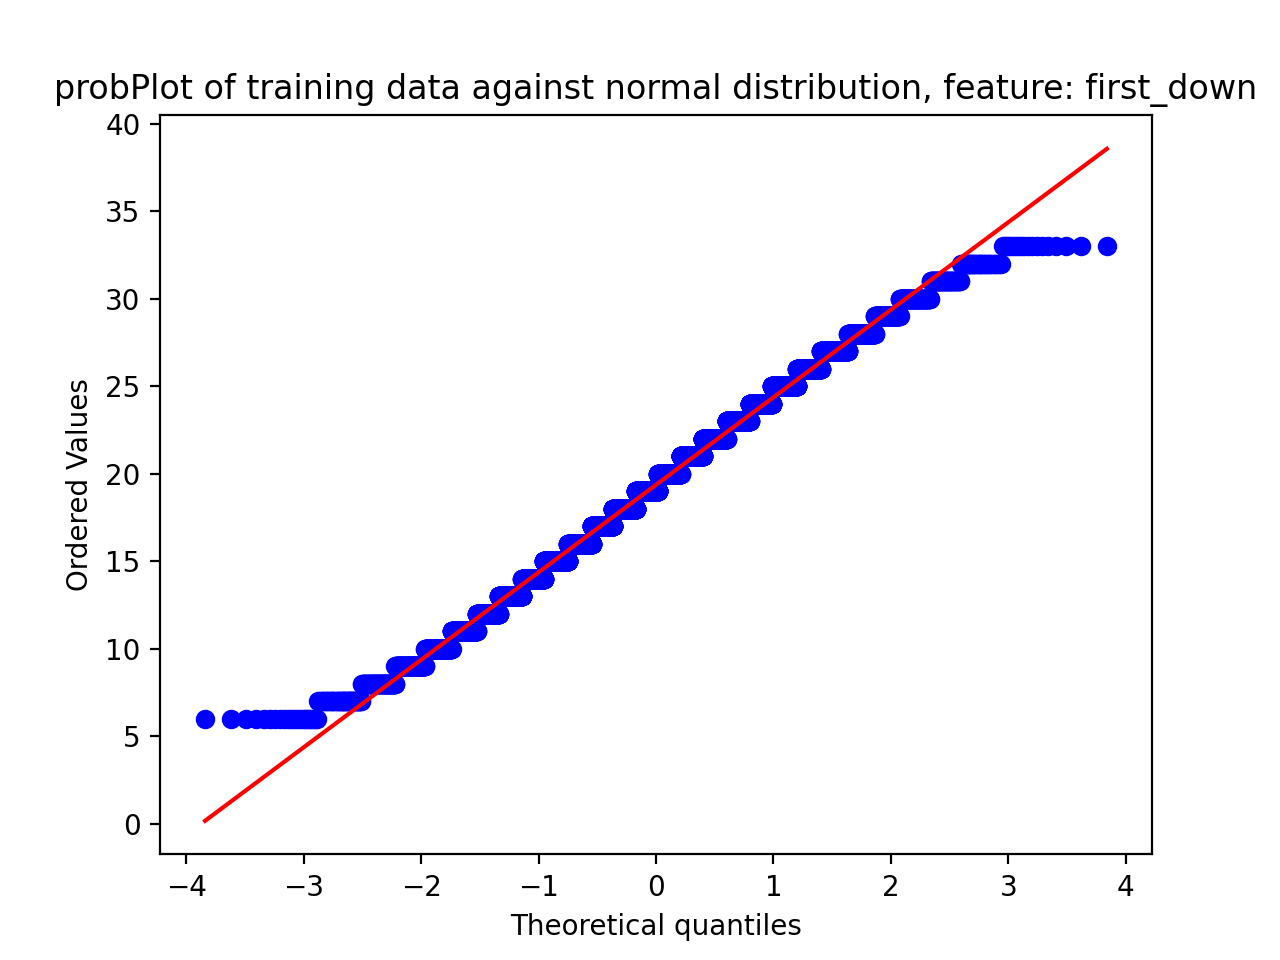 probPlot of training data against normal distribution, feature: first_down
40
35
30
25
20
15
10
5
0
Ordered Values
−4 −3 −2 −1 0 1 2 3 4
Theoretical quantiles